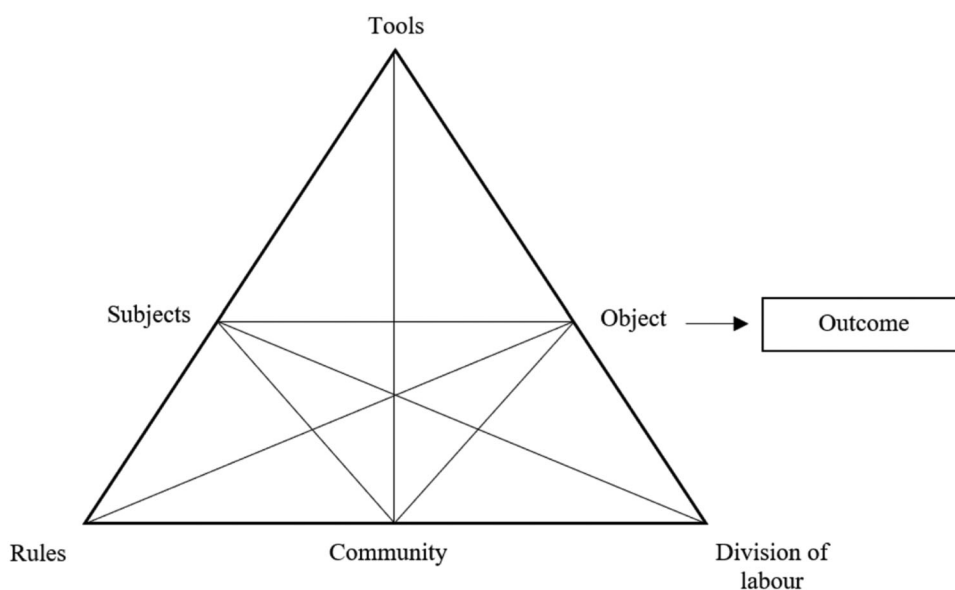 Tools
Subjects
Object
Outcome
Rules
Community
Division of
labour